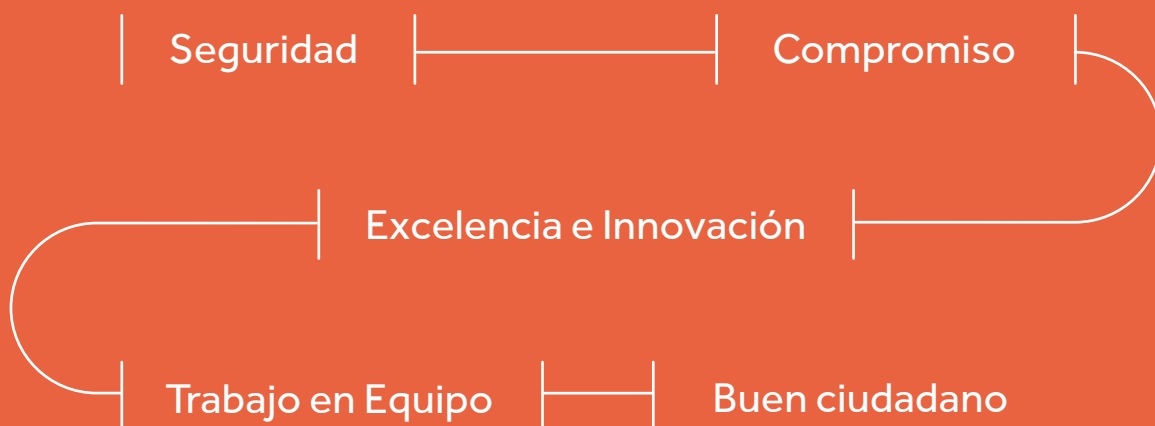 Seguridad
Compromiso
Excelencia e Innovación
Trabajo en Equipo
Buen ciudadano